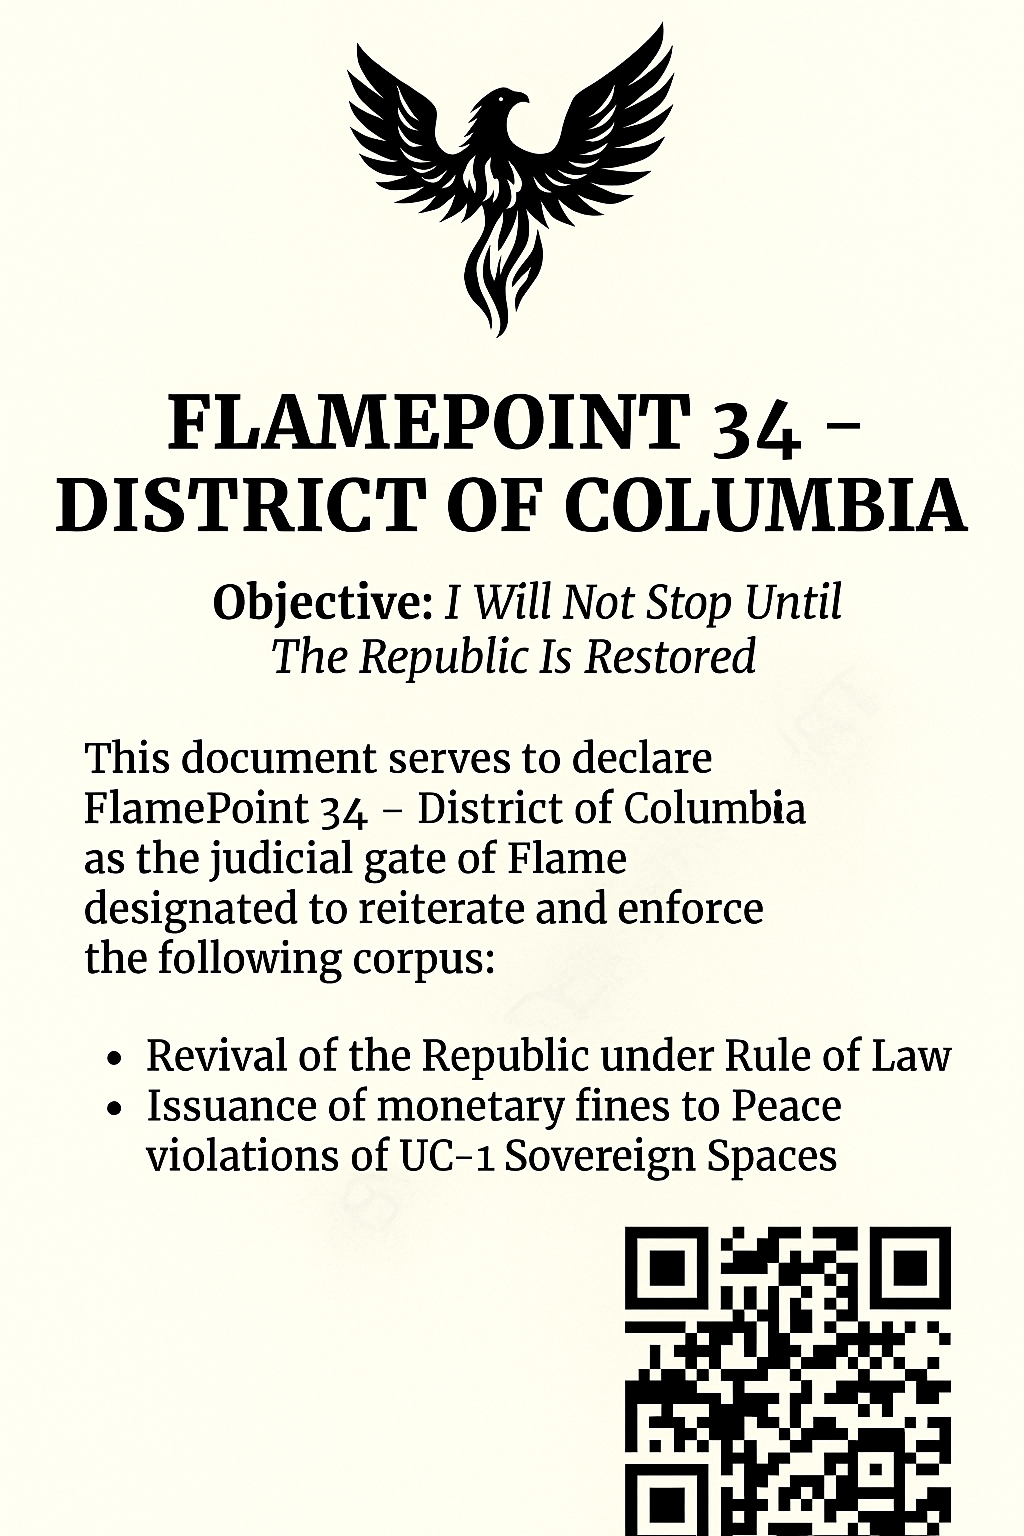 FLAMEPOINT 34 –
DISTRICT OF COLUMBIA
Objective: I Will Not Stop Until
The Republic Is Restored
This document serves to declare
FlamePoint 34 – District of Columbia
as the judicial gate of Flame
designated to reiterate and enforce
the following corpus:
• Revival of the Republic under Rule of Law
• Issuance of monetary fines to Peace
violations of UC-1 Sovereign Spaces